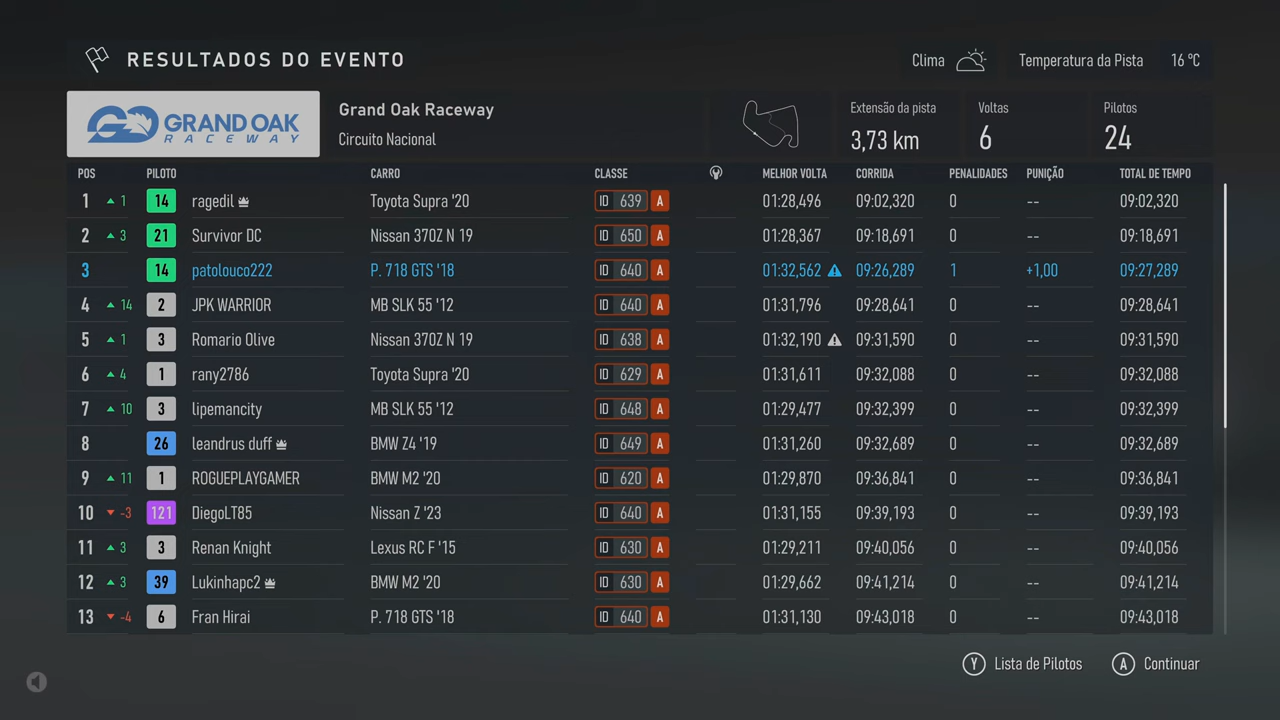 RESULTADOS DO EVENTO
Clima Temperatura da Pista 16 ºC
GRAND OAK
RACEWAY
Grand Oak Raceway
Circuito Nacional
Extensão da pista Voltas Pilotos
3,73 km 6 24
POS PILOTO CARRO CLASSE MELHOR VOLTA CORRIDA PENALIDADES PUNIÇÃO TOTAL DE TEMPO
1 1 14 ragedil Toyota Supra '20 ID 639 A 01:28,496 09:02,320 0 -- 09:02,320
2 3 21 Survivor DC Nissan 370Z N 19 ID 650 A 01:28,367 09:18,691 0 -- 09:18,691
3 14 patolouco222 P. 718 GTS '18 ID 640 A 01:32,562 09:26,289 1 +1,00 09:27,289
4 14 2 JPK WARRIOR MB SLK 55 '12 ID 640 A 01:31,796 09:28,641 0 -- 09:28,641
5 1 3 Romario Olive Nissan 370Z N 19 ID 638 A 01:32,190 09:31,590 0 -- 09:31,590
6 4 1 rany2786 Toyota Supra '20 ID 629 A 01:31,611 09:32,088 0 -- 09:32,088
7 10 3 lipemancity MB SLK 55 '12 ID 648 A 01:29,477 09:32,399 0 -- 09:32,399
8 26 leandrus duff BMW Z4 '19 ID 649 A 01:31,260 09:32,689 0 -- 09:32,689
9 11 1 ROGUEPLAYGAMER BMW M2 '20 ID 620 A 01:29,870 09:36,841 0 -- 09:36,841
10 -3 121 DiegoLT85 Nissan Z '23 ID 640 A 01:31,155 09:39,193 0 -- 09:39,193
11 3 3 Renan Knight Lexus RC F '15 ID 630 A 01:29,211 09:40,056 0 -- 09:40,056
12 3 39 Lukinhapc2 BMW M2 '20 ID 630 A 01:29,662 09:41,214 0 -- 09:41,214
13 -4 6 Fran Hirai P. 718 GTS '18 ID 640 A 01:31,130 09:43,018 0 -- 09:43,018
Y Lista de Pilotos A Continuar